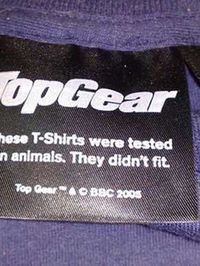 TopGear
hese T-Shirts were tested
n animals. They didn't fit.
Top Gear ™ & © BBC 2005